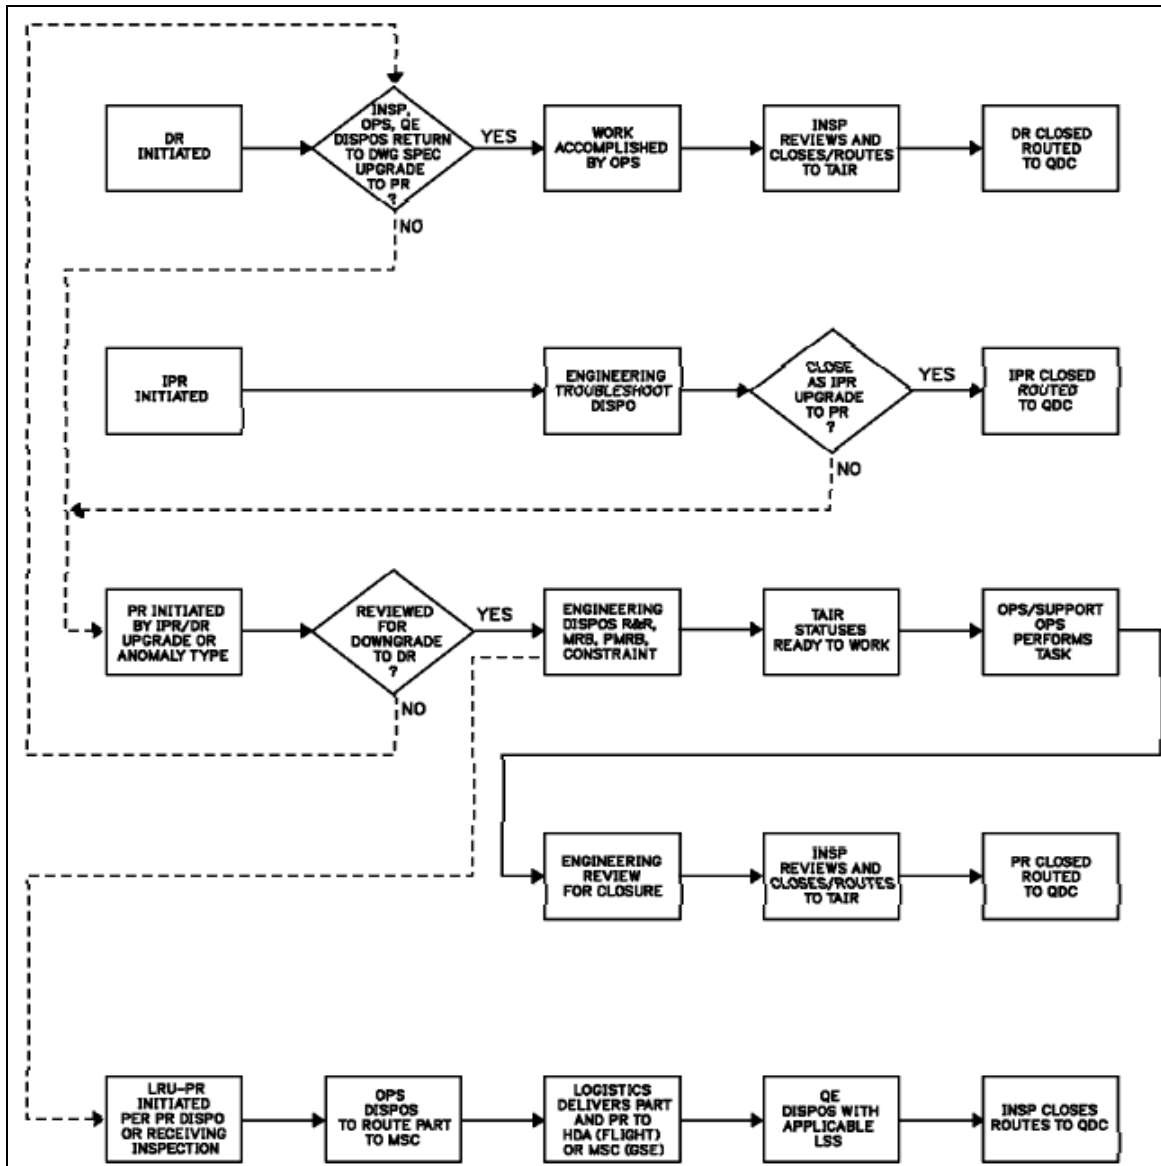 DR
INITIATED
INSP,
OPS, QE
DISPOS RETURN
TO DWG SPEC
UPGRADE
TO PR
?
YES
NO
WORK
ACCOMPLISHED
BY OPS
INSP
REVIEWS AND
CLOSES/ROUTES
TO TAIR
DR CLOSED
ROUTED
TO QDC
IPR
INITIATED
ENGINEERING
TROUBLESHOOT
DISPO
CLOSE
AS IPR
UPGRADE
TO PR
?
YES
NO
IPR CLOSED
ROUTED
TO QDC
PR INITIATED
BY IPR/DR
UPGRADE OR
ANOMALY TYPE
REVIEWED
FOR
DOWNGRADE
TO DR
?
YES
NO
ENGINEERING
DISPOS R&R,
MRB, PMRB,
CONSTRAINT
TAIR
STATUSES
READY TO WORK
OPS/SUPPORT
OPS
PERFORMS
TASK
ENGINEERING
REVIEW
FOR CLOSURE
INSP
REVIEWS AND
CLOSES/ROUTES
TO TAIR
PR CLOSED
ROUTED
TO QDC
LRU-PR
INITIATED
PER PR DISPO
OR RECEIVING
INSPECTION
OPS
DISPOS
TO ROUTE PART
TO MSC
LOGISTICS
DELIVERS PART
AND PR TO
HDA (FLIGHT)
OR MSC (GSE)
QE
DISPOS WITH
APPLICABLE
LSS
INSP CLOSES
ROUTES TO QDC